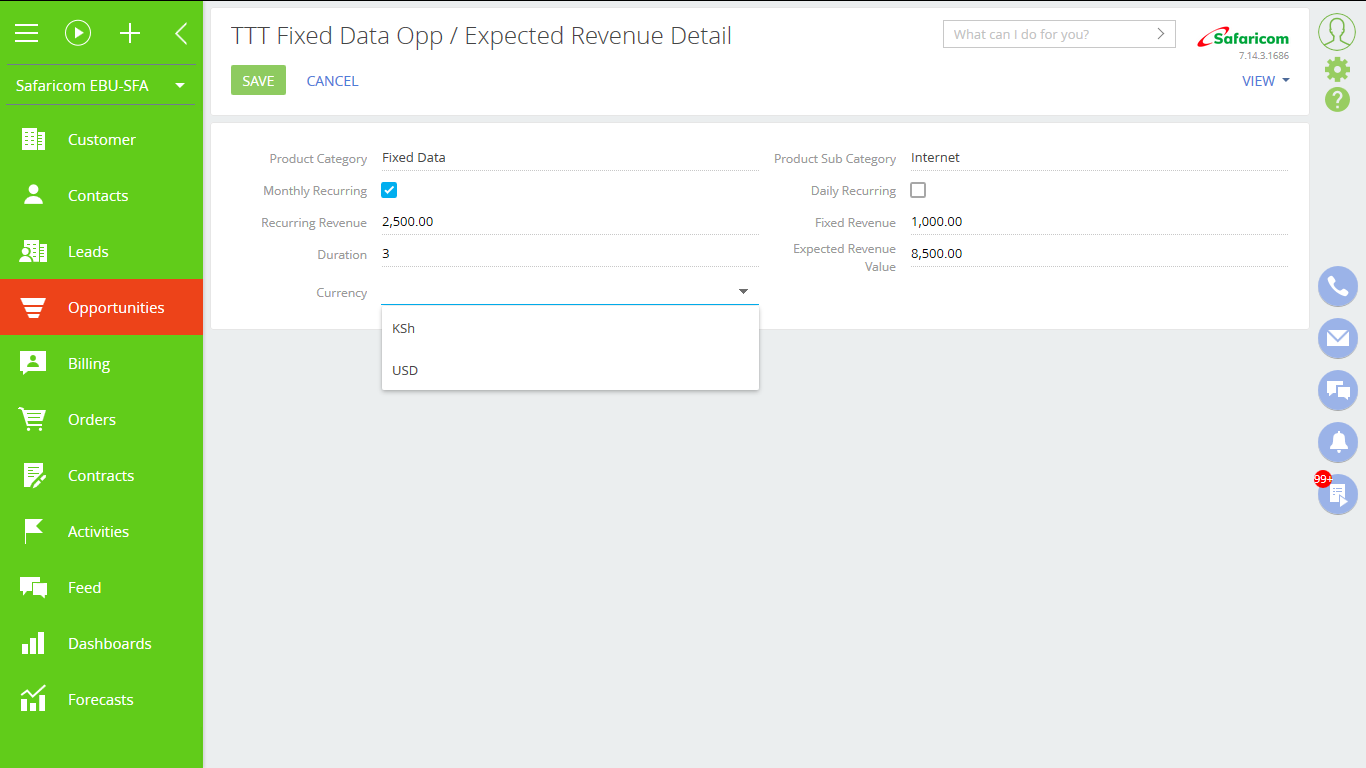 TTT Fixed Data Opp / Expected Revenue Detail
What can I do for you?
Safaricom
7.14.3.1686
SAVE
CANCEL
VIEW
Safaricom EBU-SFA
Customer
Contacts
Leads
Opportunities
Billing
Orders
Contracts
Activities
Feed
Dashboards
Forecasts
Product Category Fixed Data
Product Sub Category Internet
Monthly Recurring
Daily Recurring
Recurring Revenue 2,500.00
Fixed Revenue 1,000.00
Duration 3
Expected Revenue
Value
8,500.00
Currency
KSh
USD
?
99+